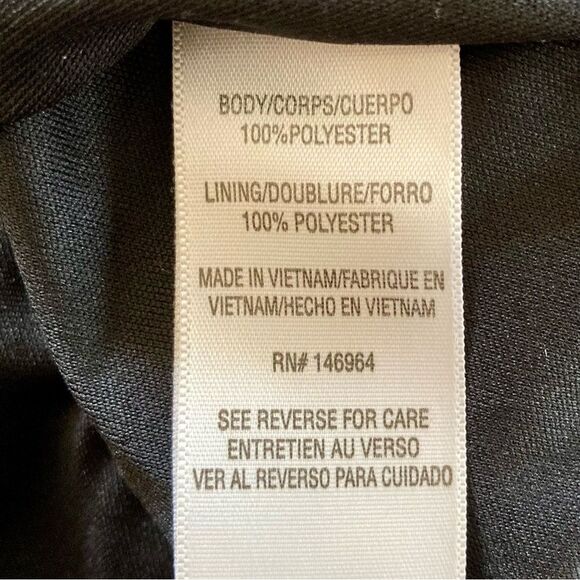 BODY/CORPS/CUERPO
100%POLYESTER
LINING/DOUBLURE/FORRO
100% POLYESTER
MADE IN VIETNAM/FABRIQUE EN
VIETNAM/HECHO EN VIETNAM
RN# 146964
SEE REVERSE FOR CARE
ENTRETIEN AU VERSO
VER AL REVERSO PARA CUIDADO